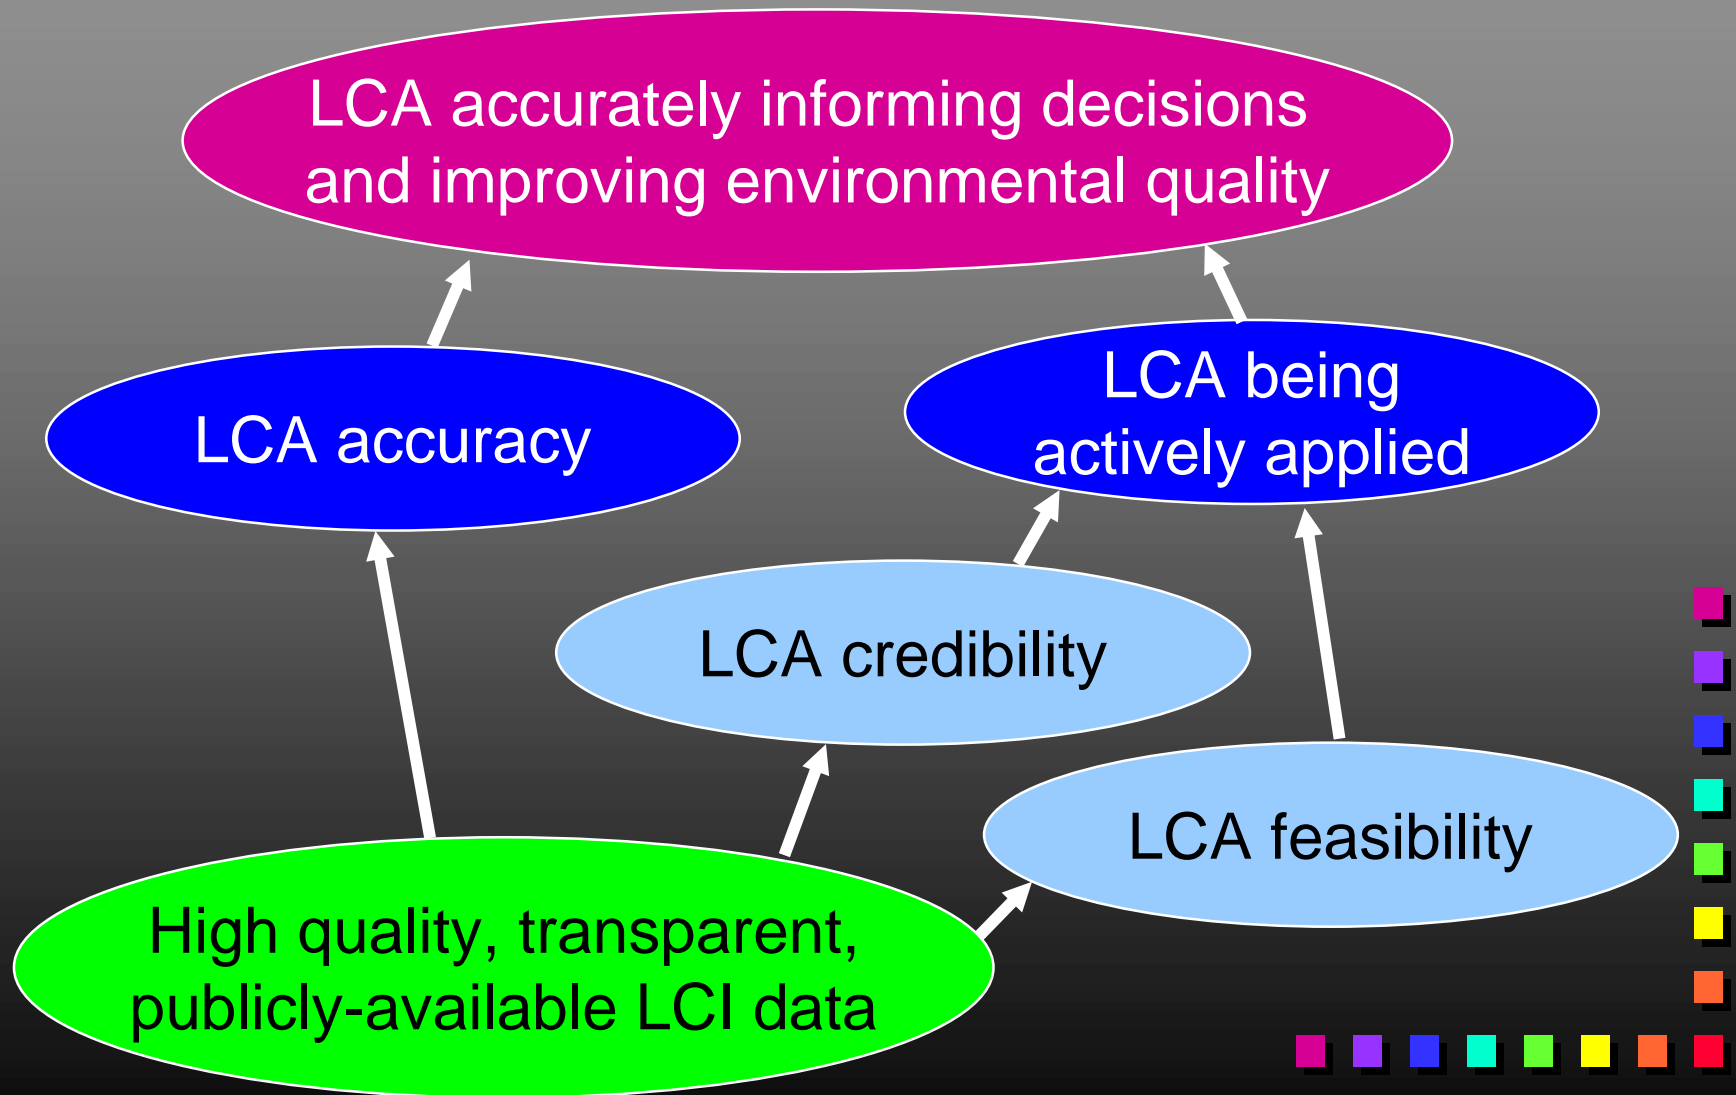 LCA accurately informing decisions
and improving environmental quality
LCA accuracy
LCA being
actively applied
LCA credibility
LCA feasibility
High quality, transparent,
publicly-available LCI data